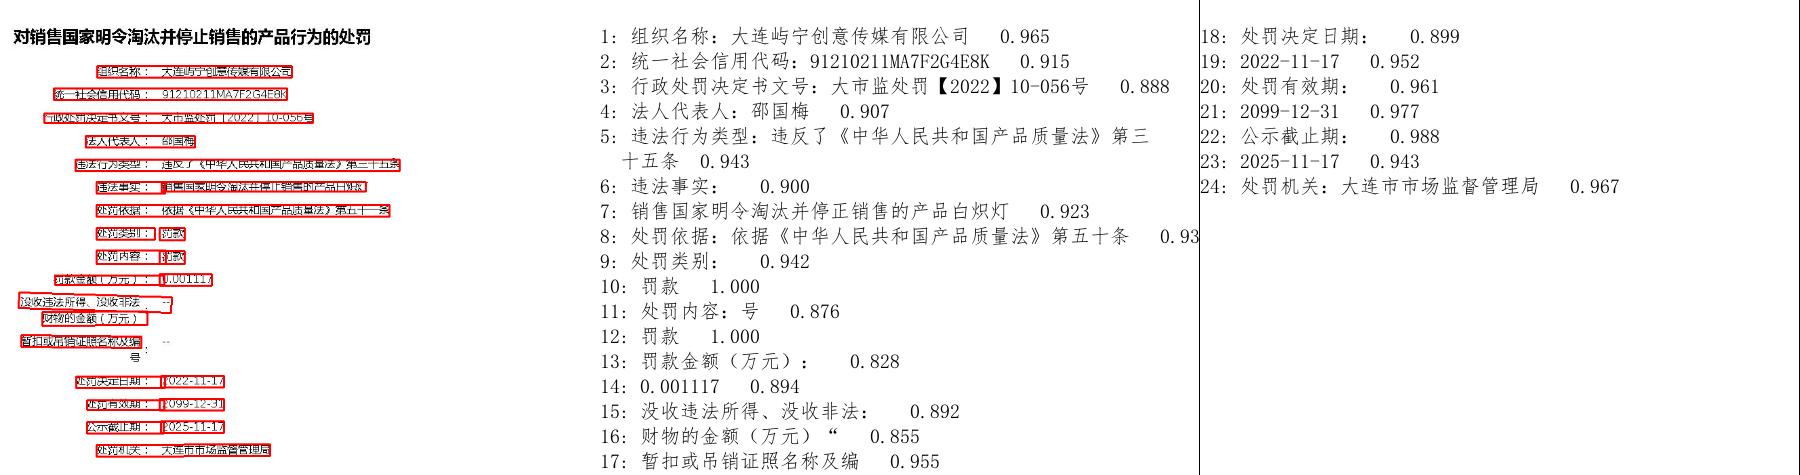 对销售国家明令淘汰并停止销售的产品行为的处罚
组织名称： 大连屿宁创意传媒有限公司
统一社会信用代码： 91210211MA7F2G4E8K
行政处罚决定书文号： 大市监处罚【2022】10-056号
法人代表人： 邵国梅
违法行为类型： 违反了《中华人民共和国产品质量法》第三十五条
违法事实： 销售国家明令淘汰并停止销售的产品白炽灯
处罚依据： 依据《中华人民共和国产品质量法》第五十一条
处罚类别： 罚款
处罚内容： 罚款
罚款金额（万元）： 0.001117
没收违法所得、没收非法 --
财物的金额（万元）：
暂扣或吊销证照名称及编 --
号：
处罚决定日期： 2022-11-17
处罚有效期： 2099-12-31
公示截止期： 2025-11-17
处罚机关： 大连市市场监督管理局
1: 组织名称：大连屿宁创意传媒有限公司 0.965
2: 统一社会信用代码：91210211MA7F2G4E8K 0.915
3: 行政处罚决定书文号：大市监处罚【2022】10-056号 0.888
4: 法人代表人：邵国梅 0.907
5: 违法行为类型：违反了《中华人民共和国产品质量法》第三
十五条 0.943
6: 违法事实： 0.900
7: 销售国家明令淘汰并停正销售的产品白炽灯 0.923
8: 处罚依据：依据《中华人民共和国产品质量法》第五十条 0.93
9: 处罚类别： 0.942
10: 罚款 1.000
11: 处罚内容：号 0.876
12: 罚款 1.000
13: 罚款金额（万元）： 0.828
14: 0.001117 0.894
15: 没收违法所得、没收非法： 0.892
16: 财物的金额（万元）“ 0.855
17: 暂扣或吊销证照名称及编 0.955
18: 处罚决定日期： 0.899
19: 2022-11-17 0.952
20: 处罚有效期： 0.961
21: 2099-12-31 0.977
22: 公示截止期： 0.988
23: 2025-11-17 0.943
24: 处罚机关：大连市市场监督管理局 0.967